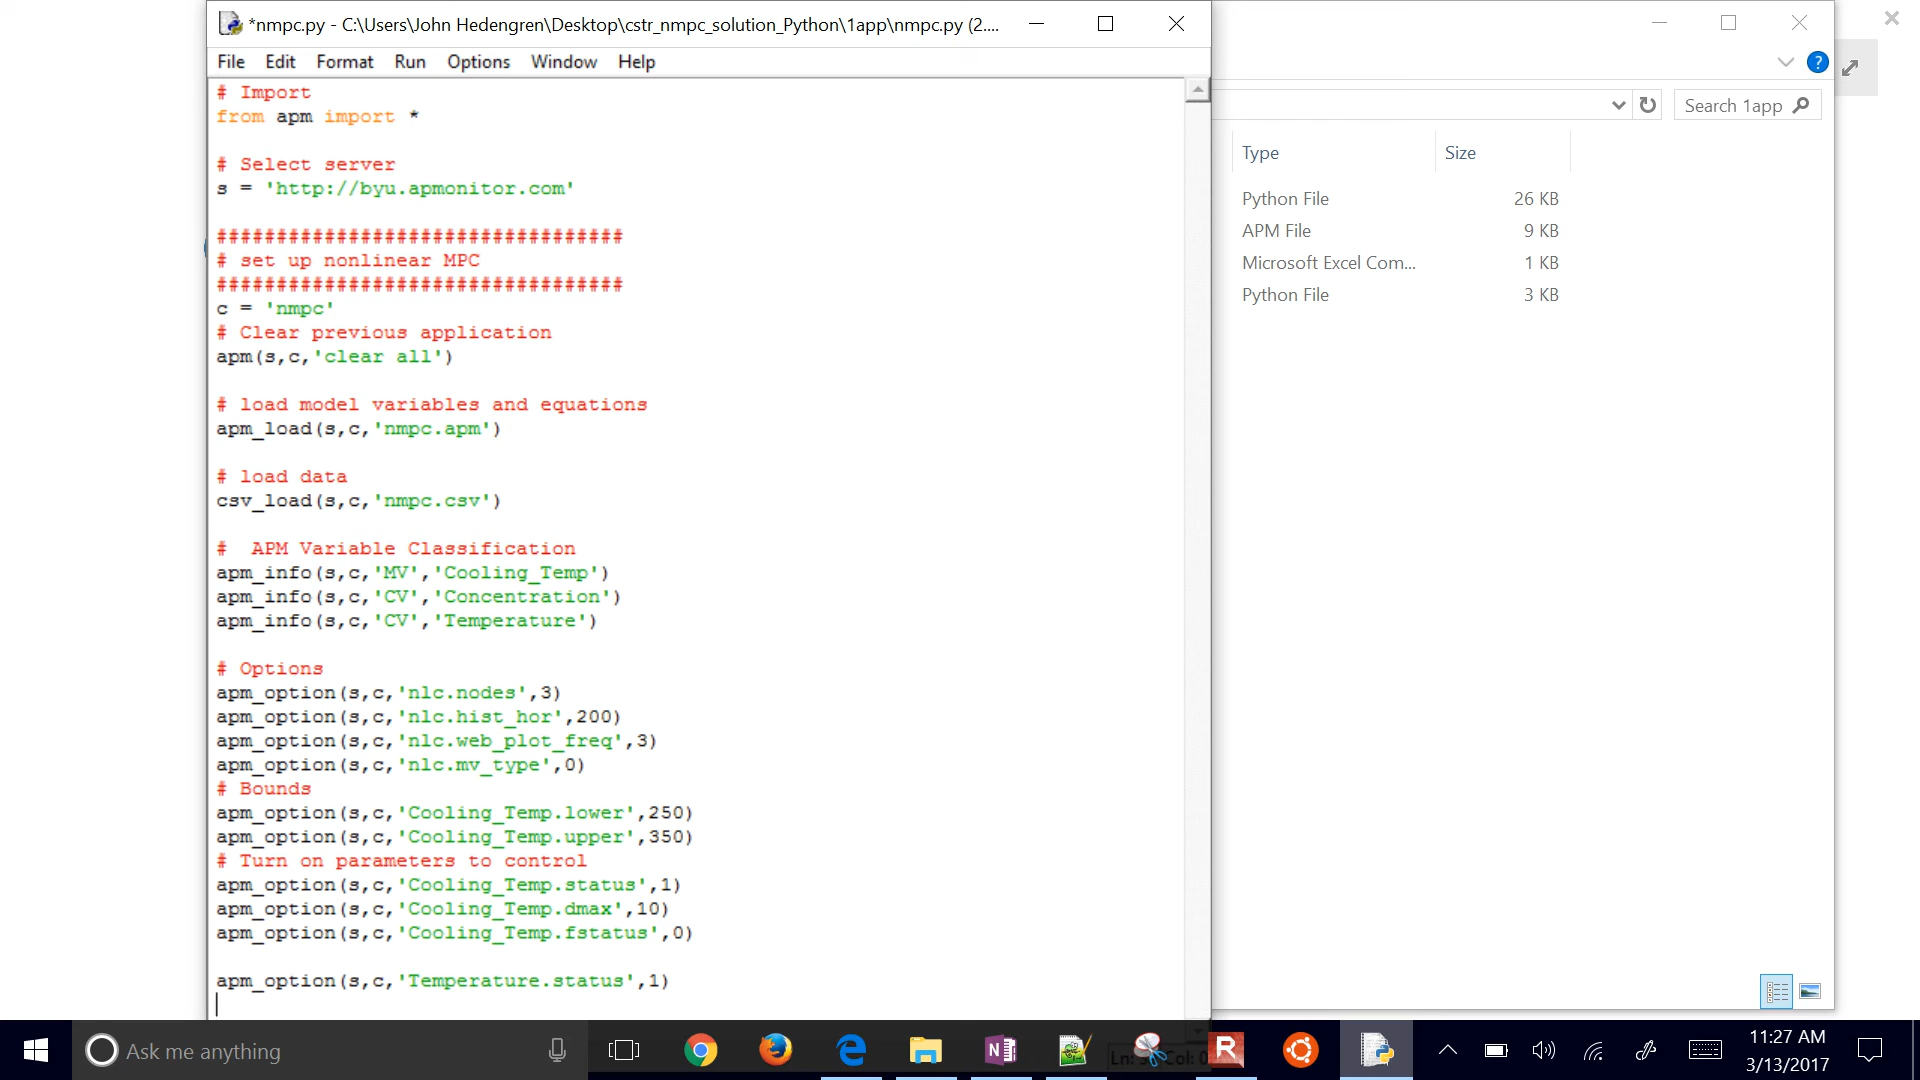 *nmpc.py - C:\Users\John Hedengren\Desktop\cstr_nmpc_solution_Python\1app\nmpc.py (2....
File Edit Format Run Options Window Help
# Import
from apm import *
# Select server
s = 'http://byu.apmonitor.com'
##################################
# set up nonlinear MPC
##################################
c = 'nmpc'
# Clear previous application
apm(s,c,'clear all')
# load model variables and equations
apm_load(s,c,'nmpc.apm')
# load data
csv_load(s,c,'nmpc.csv')
#  APM Variable Classification
apm_info(s,c,'MV','Cooling_Temp')
apm_info(s,c,'CV','Concentration')
apm_info(s,c,'CV','Temperature')
# Options
apm_option(s,c,'nlc.nodes',3)
apm_option(s,c,'nlc.hist_hor',200)
apm_option(s,c,'nlc.web_plot_freq',3)
apm_option(s,c,'nlc.mv_type',0)
# Bounds
apm_option(s,c,'Cooling_Temp.lower',250)
apm_option(s,c,'Cooling_Temp.upper',350)
# Turn on parameters to control
apm_option(s,c,'Cooling_Temp.status',1)
apm_option(s,c,'Cooling_Temp.dmax',10)
apm_option(s,c,'Cooling_Temp.fstatus',0)
apm_option(s,c,'Temperature.status',1)
Search 1app
Type Size
Python File 26 KB
APM File 9 KB
Microsoft Excel Com... 1 KB
Python File 3 KB
Ask me anything
11:27 AM
3/13/2017